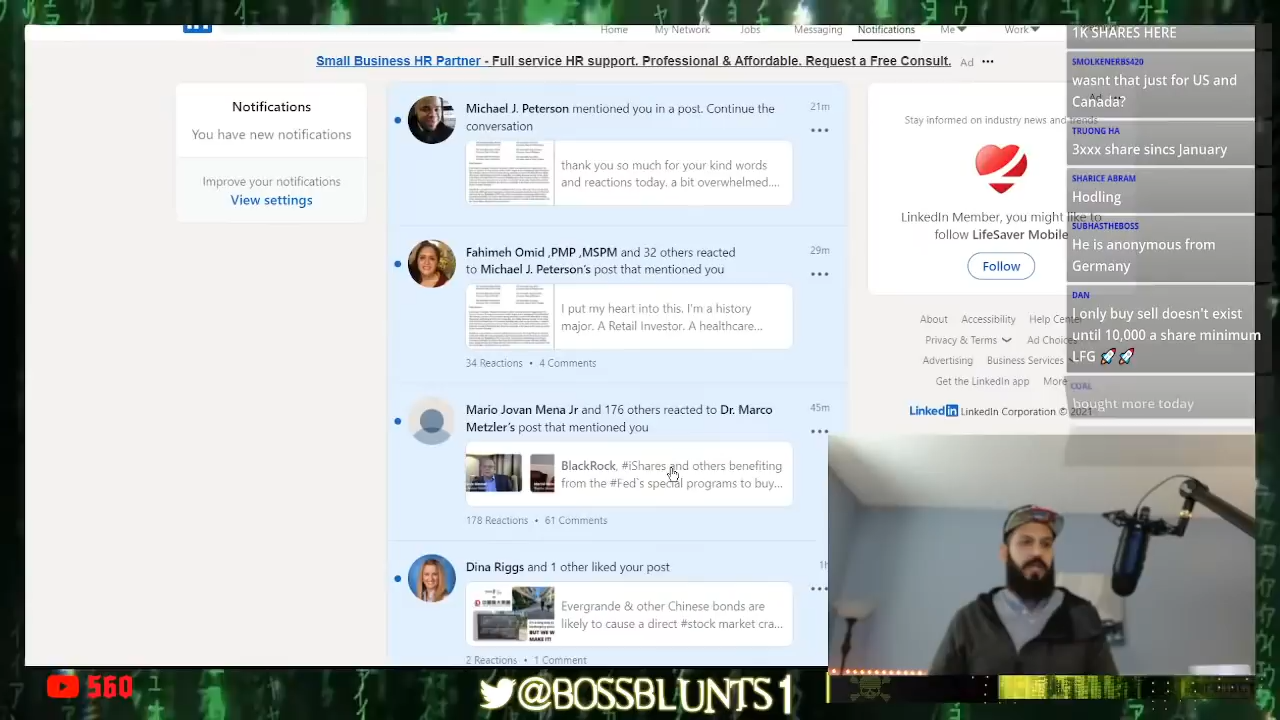 Home
My Network
Jobs
Messaging
Notifications
Me
Work
Small Business HR Partner - Full service HR support. Professional & Affordable. Request a Free Consult.
Ad
Notifications
You have new notifications
View settings
Michael J. Peterson mentioned you in a post. Continue the
conversation
21m
thank you so much for your kind words
and reactions today. a bit overwhelmed...
Fahimeh Omid ,PMP ,MSPM and 32 others reacted
to Michael J. Peterson's post that mentioned you
29m
I put my heart into this. I'm a history
major. A Retail investor of healthcare...
34 Reactions • 4 Comments
Mario Jovan Mena Jr and 176 others reacted to Dr. Marco
Metzler's post that mentioned you
45m
BlackRock, #iShares and others benefiting
from the #Fed's special programs to buy...
178 Reactions • 61 Comments
Dina Riggs and 1 other liked your post
1h
Evergrande & other Chinese bonds are
likely to cause a direct #stock market cra...
BUT WE W
MAKE IT!
2 Reactions • 1 Comment
Ad
Stay informed on industry news and trends
LinkedIn Member, you might like to
follow LifeSaver Mobile
Follow
Accessibility
Help Center
Privacy & Terms
Ad Choices
Advertising
Business Services
Get the LinkedIn app
More
LinkedIn LinkedIn Corporation © 2021
1K SHARES HERE
SMOLKENERBS420
wasnt that just for US and
Canada?
TRUONG HA
3xxx share sincs january
SHARICE ABRAM
Hodling
SUBHASTHEBOSS
He is anonymous from
Germany
DAN
I only buy sell doesn't exist
until 10,000 a share minimum
LFG 🚀🚀
COAL
bought more today
560
@BOSSBLUNTS1